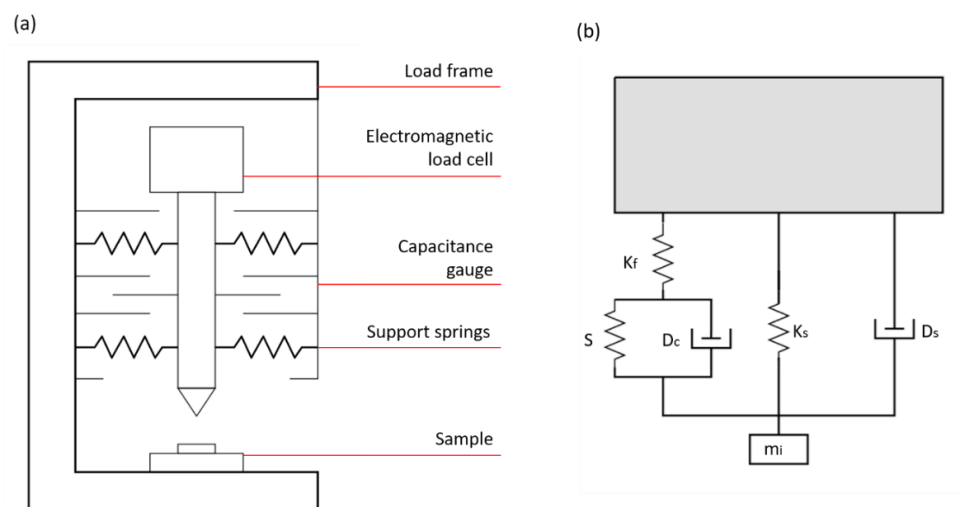 (a)
Load frame
Electromagnetic
load cell
Capacitance
gauge
Support springs
Sample
(b)
Kf
S
Dc
Ks
Ds
mi